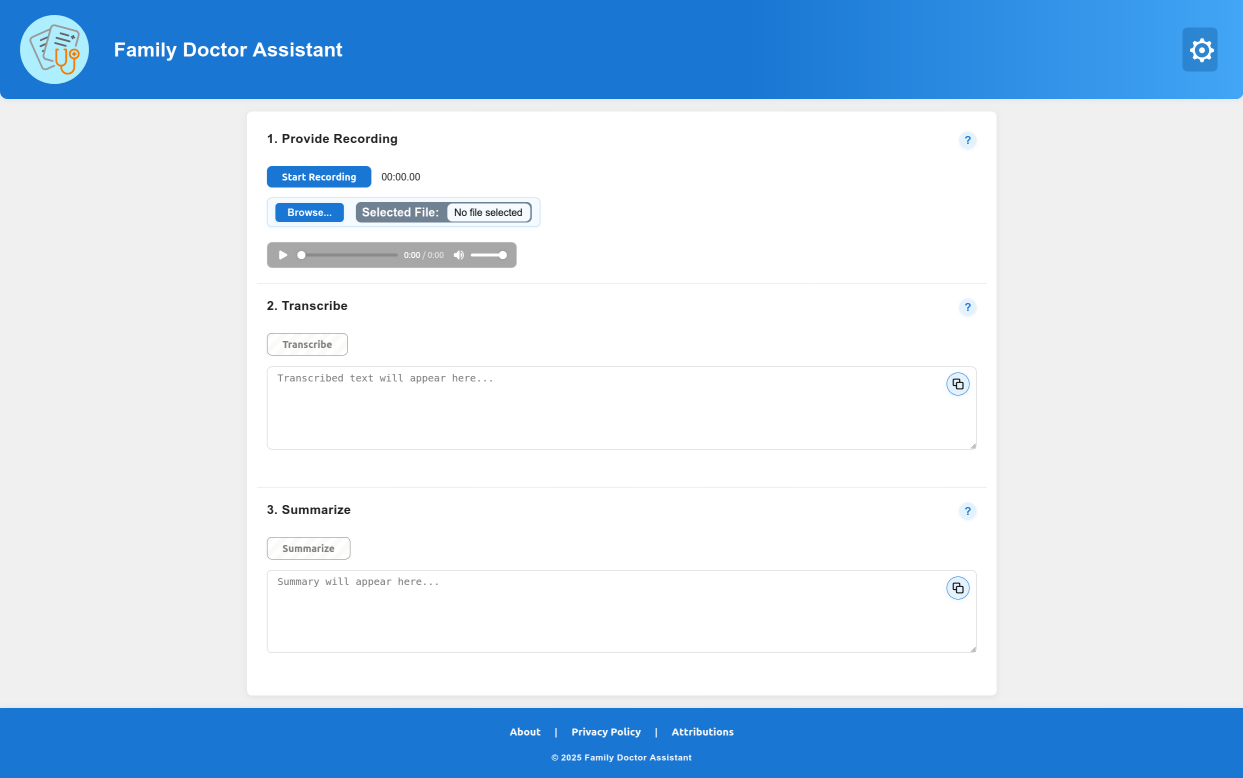 Family Doctor Assistant
1. Provide Recording
?
Start Recording 00:00.00
Browse... Selected File: No file selected
0:00 / 0:00
2. Transcribe
?
Transcribe
Transcribed text will appear here...
3. Summarize
?
Summarize
Summary will appear here...
About | Privacy Policy | Attributions
© 2025 Family Doctor Assistant